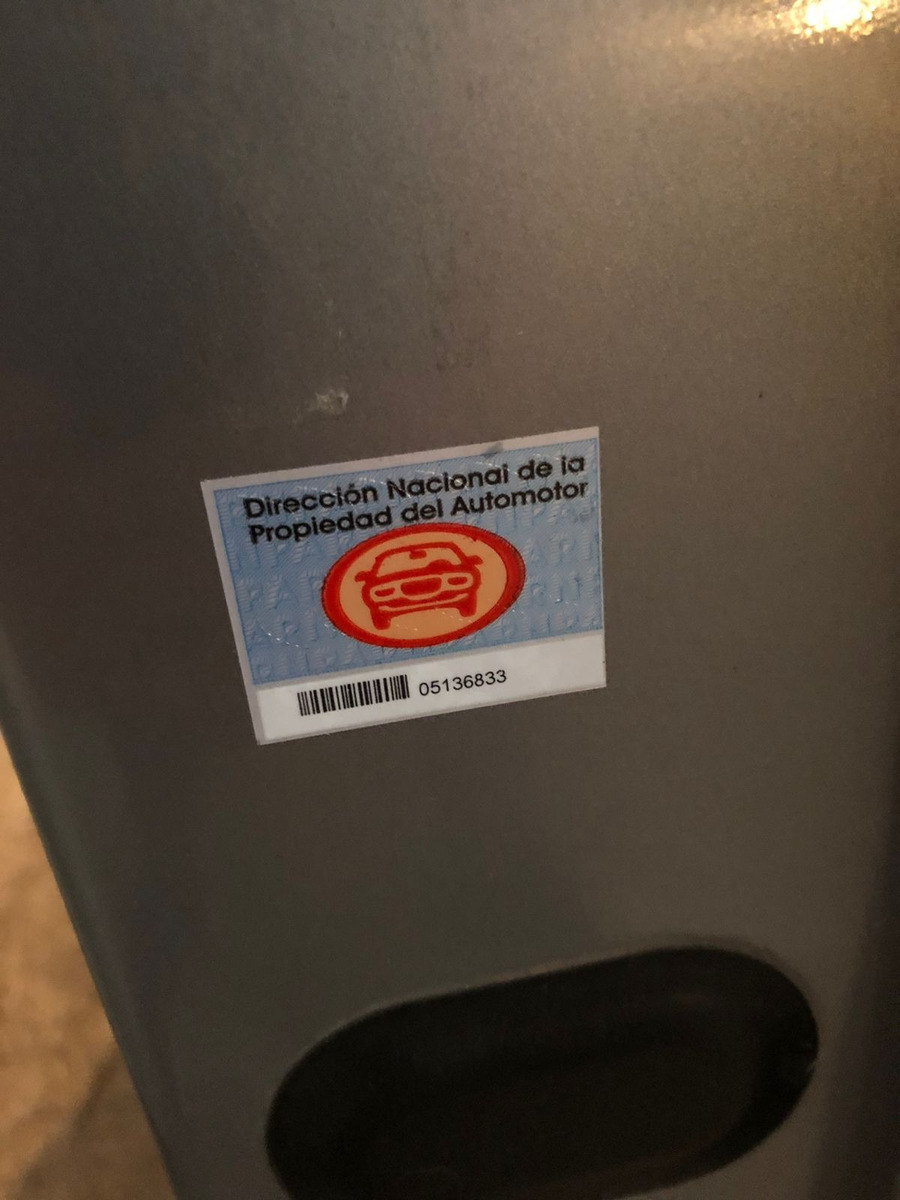 Dirección Nacional de la
Propiedad del Automotor
05136833